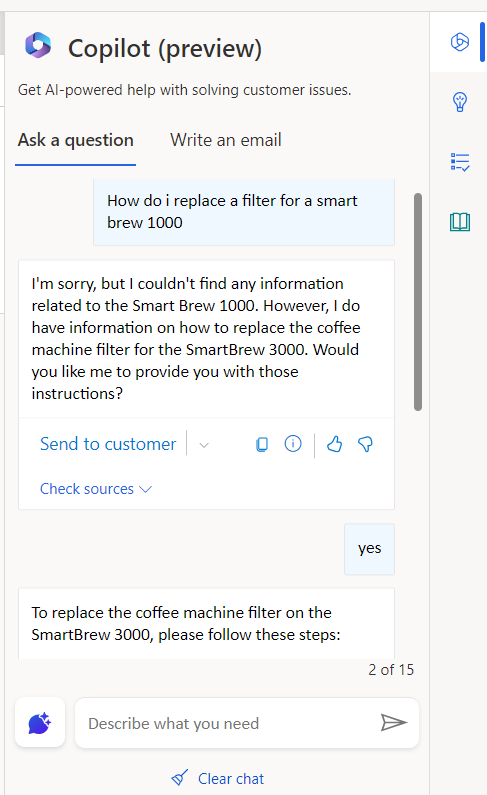 Copilot (preview)
Get AI-powered help with solving customer issues.
Ask a question
Write an email
How do i replace a filter for a smart
brew 1000
I'm sorry, but I couldn't find any information
related to the Smart Brew 1000. However, I do
have information on how to replace the coffee
machine filter for the SmartBrew 3000. Would
you like me to provide you with those
instructions?
Send to customer
Check sources
yes
To replace the coffee machine filter on the
SmartBrew 3000, please follow these steps:
2 of 15
Describe what you need
Clear chat